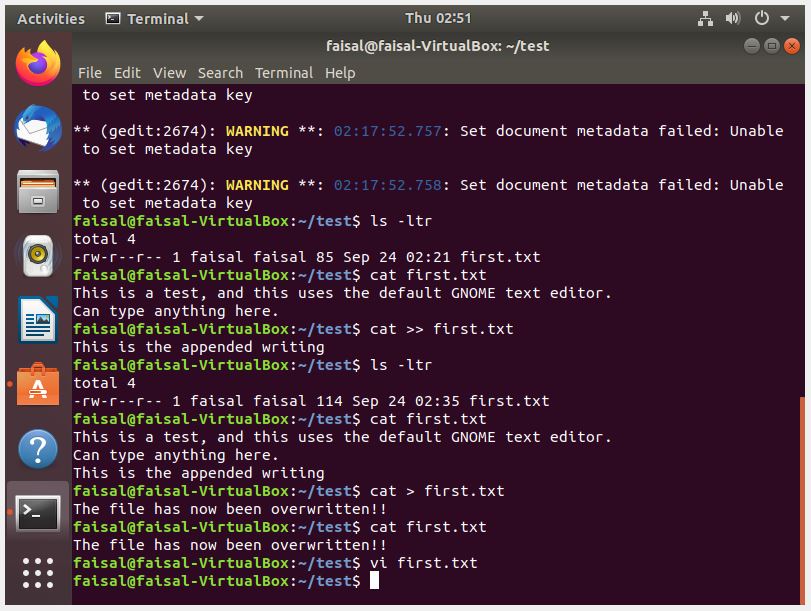 Activities Terminal Thu 02:51
faisal@faisal-VirtualBox: ~/test
File Edit View Search Terminal Help
to set metadata key
** (gedit:2674): WARNING **: 02:17:52.757: Set document metadata failed: Unable
to set metadata key
** (gedit:2674): WARNING **: 02:17:52.758: Set document metadata failed: Unable
to set metadata key
faisal@faisal-VirtualBox:~/test$ ls -ltr
total 4
-rw-r--r-- 1 faisal faisal 85 Sep 24 02:21 first.txt
faisal@faisal-VirtualBox:~/test$ cat first.txt
This is a test, and this uses the default GNOME text editor.
Can type anything here.
faisal@faisal-VirtualBox:~/test$ cat >> first.txt
This is the appended writing
faisal@faisal-VirtualBox:~/test$ ls -ltr
total 4
-rw-r--r-- 1 faisal faisal 114 Sep 24 02:35 first.txt
faisal@faisal-VirtualBox:~/test$ cat first.txt
This is a test, and this uses the default GNOME text editor.
Can type anything here.
This is the appended writing
faisal@faisal-VirtualBox:~/test$ cat > first.txt
The file has now been overwritten!!
faisal@faisal-VirtualBox:~/test$ cat first.txt
The file has now been overwritten!!
faisal@faisal-VirtualBox:~/test$ vi first.txt
faisal@faisal-VirtualBox:~/test$